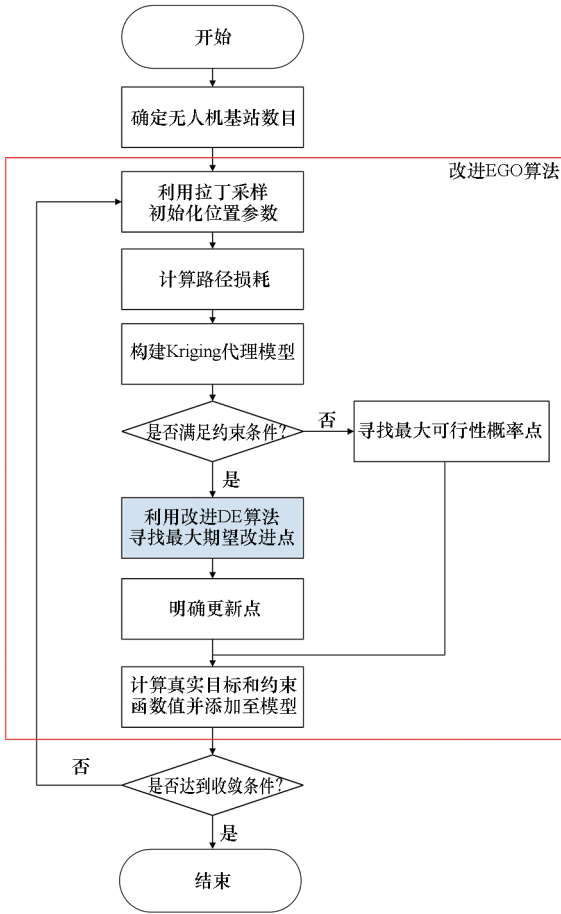 开始
确定无人机基站数目
改进EGO算法
利用拉丁采样
初始化位置参数
计算路径损耗
构建Kriging代理模型
是否满足约束条件?
否
寻找最大可行性概率点
是
利用改进DE算法
寻找最大期望改进点
明确更新点
计算真实目标和约束
函数值并添加至模型
否
是否达到收敛条件?
是
结束